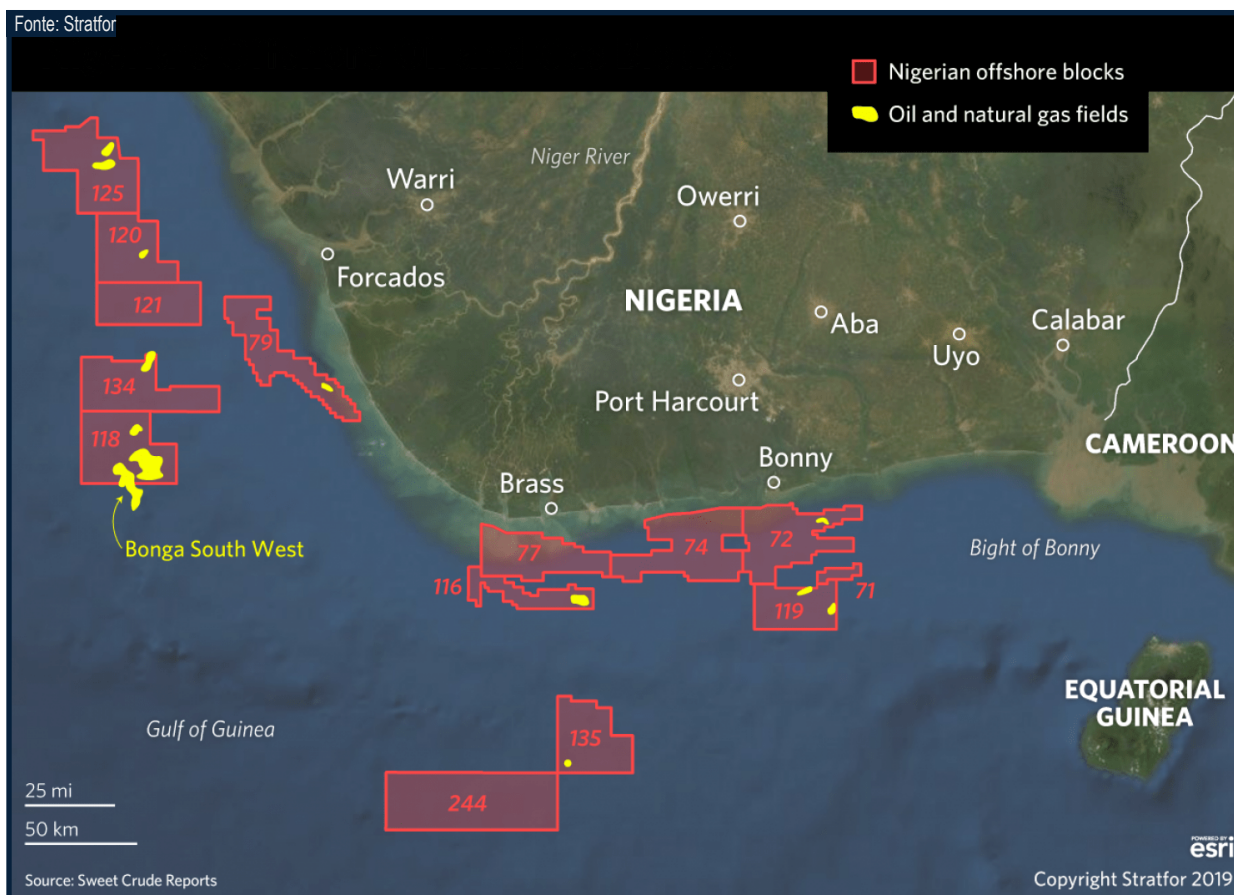 Fonte: Stratfor
Nigerian offshore blocks
Oil and natural gas fields
Niger River
Warri
Owerri
125
120
Forcados
NIGERIA
121
Aba
Calabar
79
Uyo
134
Port Harcourt
118
CAMEROON
Bonny
Brass
Bonga South West
77
74
72
Bight of Bonny
116
71
119
EQUATORIAL
GUINEA
Gulf of Guinea
135
25 mi
244
50 km
POWERED BY
esri
Source: Sweet Crude Reports
Copyright Stratfor 2019